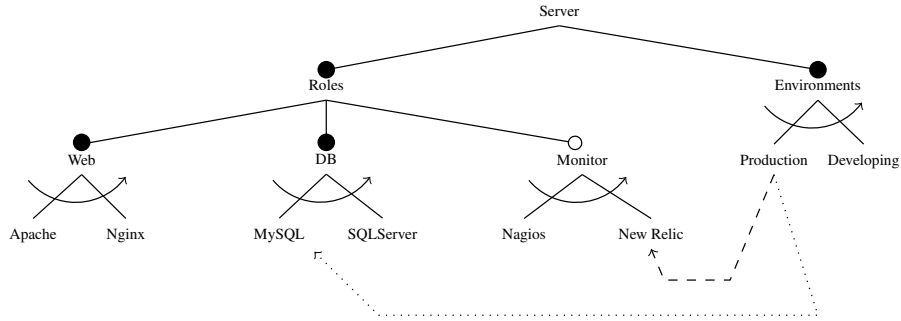 Server
Roles
Environments
Web
DB
Monitor
Production
Developing
Apache
Nginx
MySQL
SQLServer
Nagios
New Relic